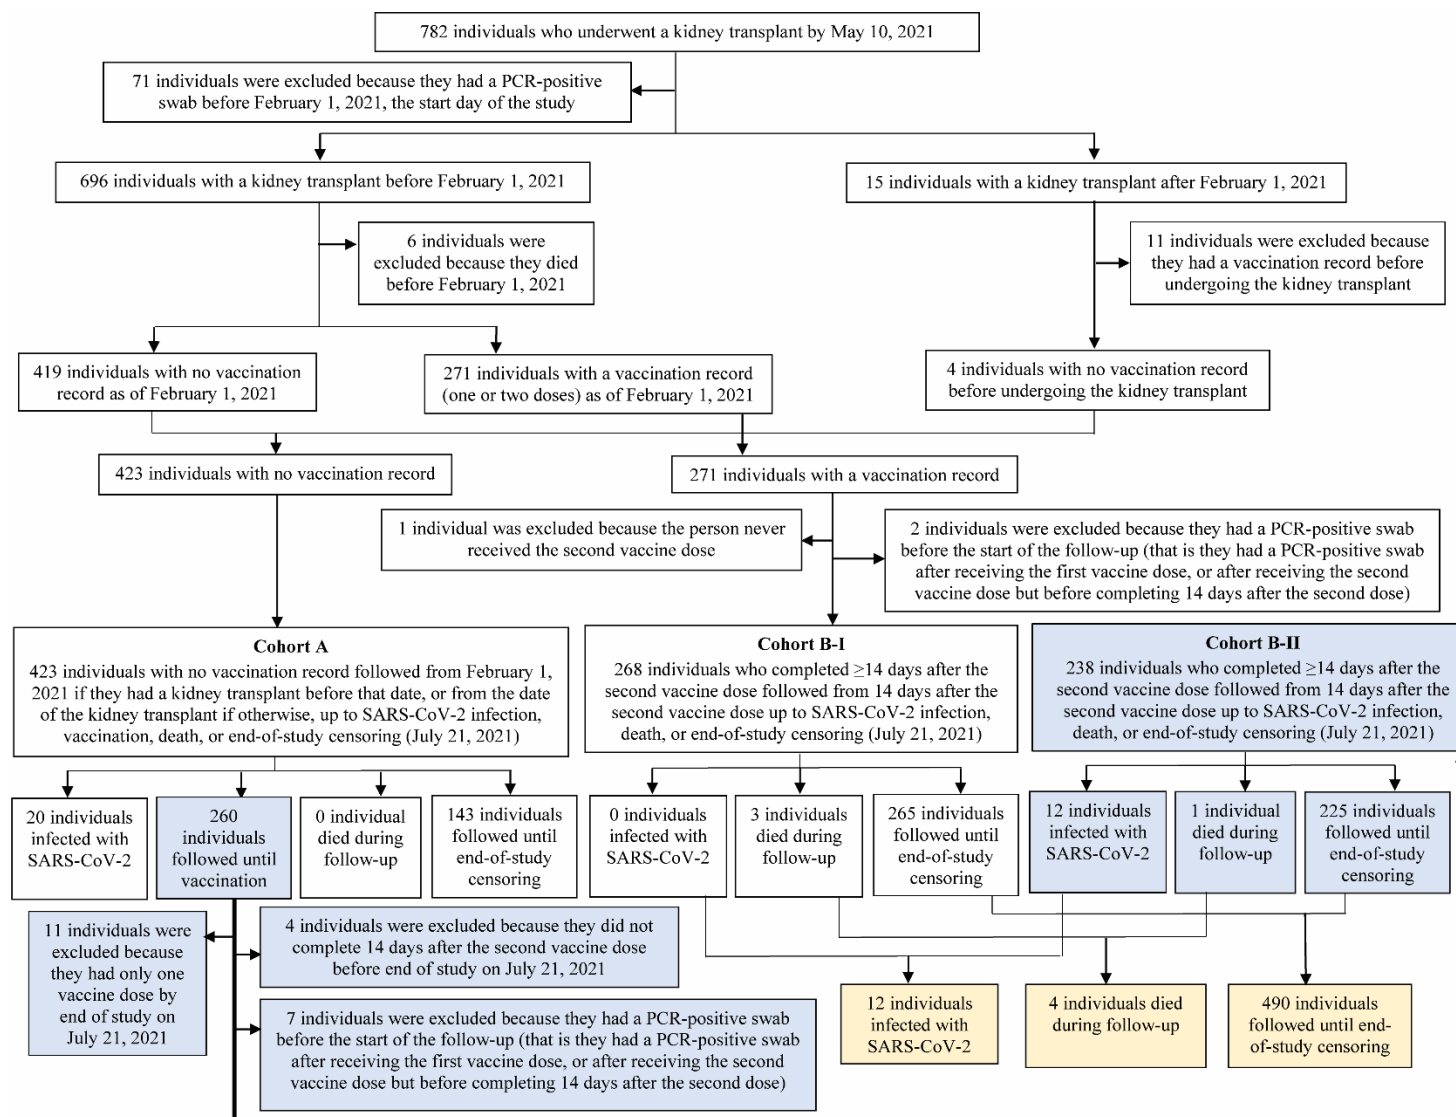 782 individuals who underwent a kidney transplant by May 10, 2021
71 individuals were excluded because they had a PCR-positive
swab before February 1, 2021, the start day of the study
696 individuals with a kidney transplant before February 1, 2021
15 individuals with a kidney transplant after February 1, 2021
6 individuals were
excluded because they died
before February 1, 2021
11 individuals were excluded because
they had a vaccination record before
undergoing the kidney transplant
419 individuals with no vaccination
record as of February 1, 2021
271 individuals with a vaccination record
(one or two doses) as of February 1, 2021
4 individuals with no vaccination record
before undergoing the kidney transplant
423 individuals with no vaccination record
271 individuals with a vaccination record
1 individual was excluded because the person never
received the second vaccine dose
2 individuals were excluded because they had a PCR-positive swab
before the start of the follow-up (that is they had a PCR-positive swab
after receiving the first vaccine dose, or after receiving the second
vaccine dose but before completing 14 days after the second dose)
Cohort A
423 individuals with no vaccination record followed from February 1,
2021 if they had a kidney transplant before that date, or from the date
of the kidney transplant if otherwise, up to SARS-CoV-2 infection,
vaccination, death, or end-of-study censoring (July 21, 2021)
Cohort B-I
268 individuals who completed ≥14 days after the
second vaccine dose followed from 14 days after the
second vaccine dose up to SARS-CoV-2 infection,
death, or end-of-study censoring (July 21, 2021)
Cohort B-II
238 individuals who completed ≥14 days after the
second vaccine dose followed from 14 days after the
second vaccine dose up to SARS-CoV-2 infection,
death, or end-of-study censoring (July 21, 2021)
20 individuals
infected with
SARS-CoV-2
260
individuals
followed until
vaccination
0 individual
died during
follow-up
143 individuals
followed until
end-of-study
censoring
0 individuals
infected with
SARS-CoV-2
3 individuals
died during
follow-up
265 individuals
followed until
end-of-study
censoring
12 individuals
infected with
SARS-CoV-2
1 individual
died during
follow-up
225 individuals
followed until
end-of-study
censoring
11 individuals were
excluded because
they had only one
vaccine dose by
end of study on
July 21, 2021
4 individuals were excluded because they did not
complete 14 days after the second vaccine dose
before end of study on July 21, 2021
7 individuals were excluded because they had a PCR-positive swab
before the start of the follow-up (that is they had a PCR-positive swab
after receiving the first vaccine dose, or after receiving the second
vaccine dose but before completing 14 days after the second dose)
12 individuals
infected with
SARS-CoV-2
4 individuals died
during follow-up
490 individuals
followed until end-
of-study censoring